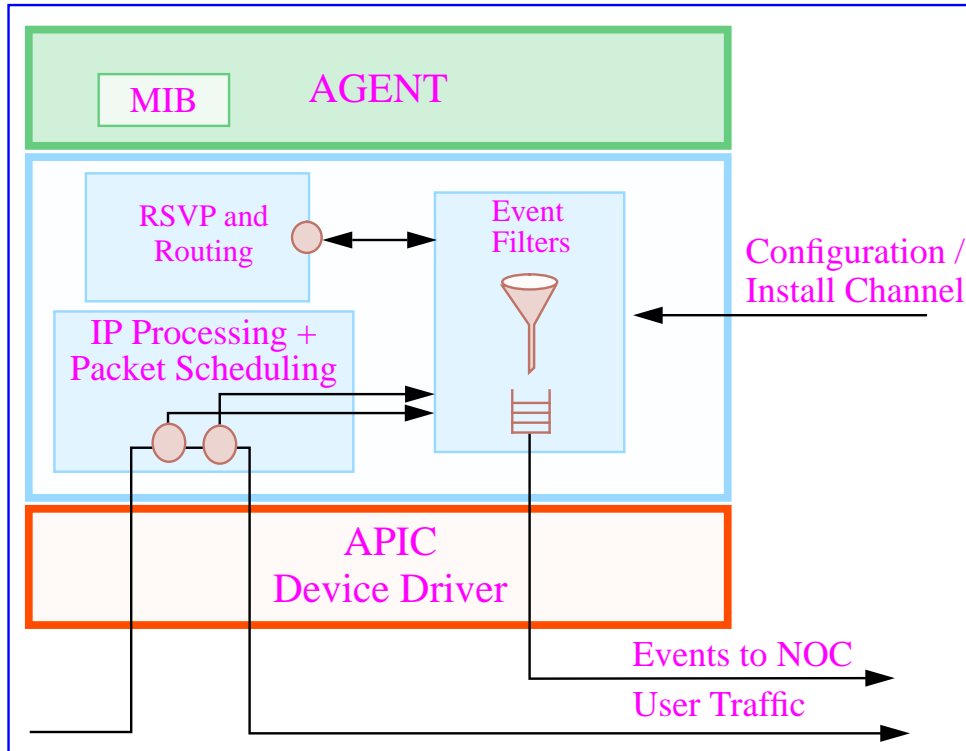 MIB
AGENT
RSVP and
Routing
Event
Filters
Configuration /
Install Channel
IP Processing +
Packet Scheduling
APIC
Device Driver
Events to NOC
User Traffic